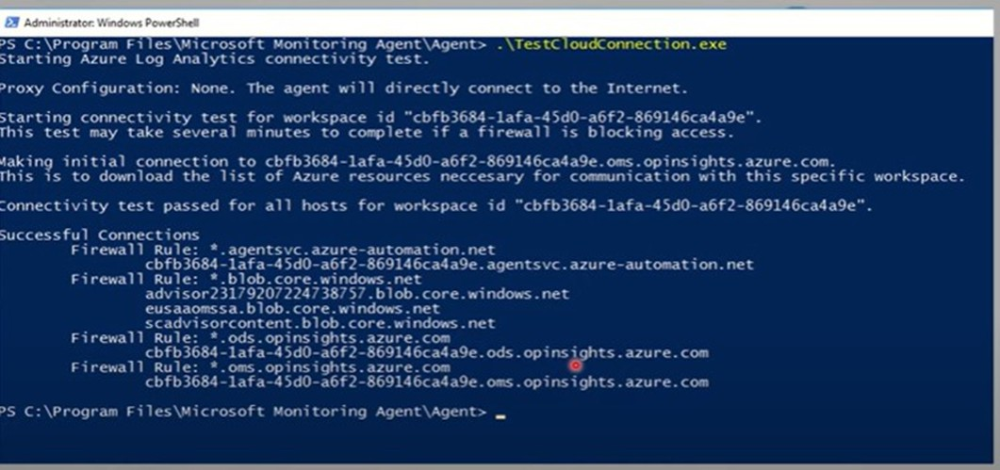 Administrator: Windows PowerShell
PS C:\Program Files\Microsoft Monitoring Agent\Agent> .\TestCloudConnection.exe
Starting Azure Log Analytics connectivity test.
Proxy Configuration: None. The agent will directly connect to the Internet.
Starting connectivity test for workspace id "cbfb3684-1afa-45d0-a6f2-869146ca4a9e".
This test may take several minutes to complete if a firewall is blocking access.
Making initial connection to cbfb3684-1afa-45d0-a6f2-869146ca4a9e.oms.opinsights.azure.com.
This is to download the list of Azure resources neccesary for communication with this specific workspace.
Connectivity test passed for all hosts for workspace id "cbfb3684-1afa-45d0-a6f2-869146ca4a9e".
Successful Connections
Firewall Rule: *.agentsvc.azure-automation.net
cbfb3684-1afa-45d0-a6f2-869146ca4a9e.agentsvc.azure-automation.net
Firewall Rule: *.blob.core.windows.net
advisor23179207224738757.blob.core.windows.net
eusaaomssa.blob.core.windows.net
scadvisorcontent.blob.core.windows.net
Firewall Rule: *.ods.opinsights.azure.com
cbfb3684-1afa-45d0-a6f2-869146ca4a9e.ods.opinsights.azure.com
Firewall Rule: *.oms.opinsights.azure.com
cbfb3684-1afa-45d0-a6f2-869146ca4a9e.oms.opinsights.azure.com
PS C:\Program Files\Microsoft Monitoring Agent\Agent> _